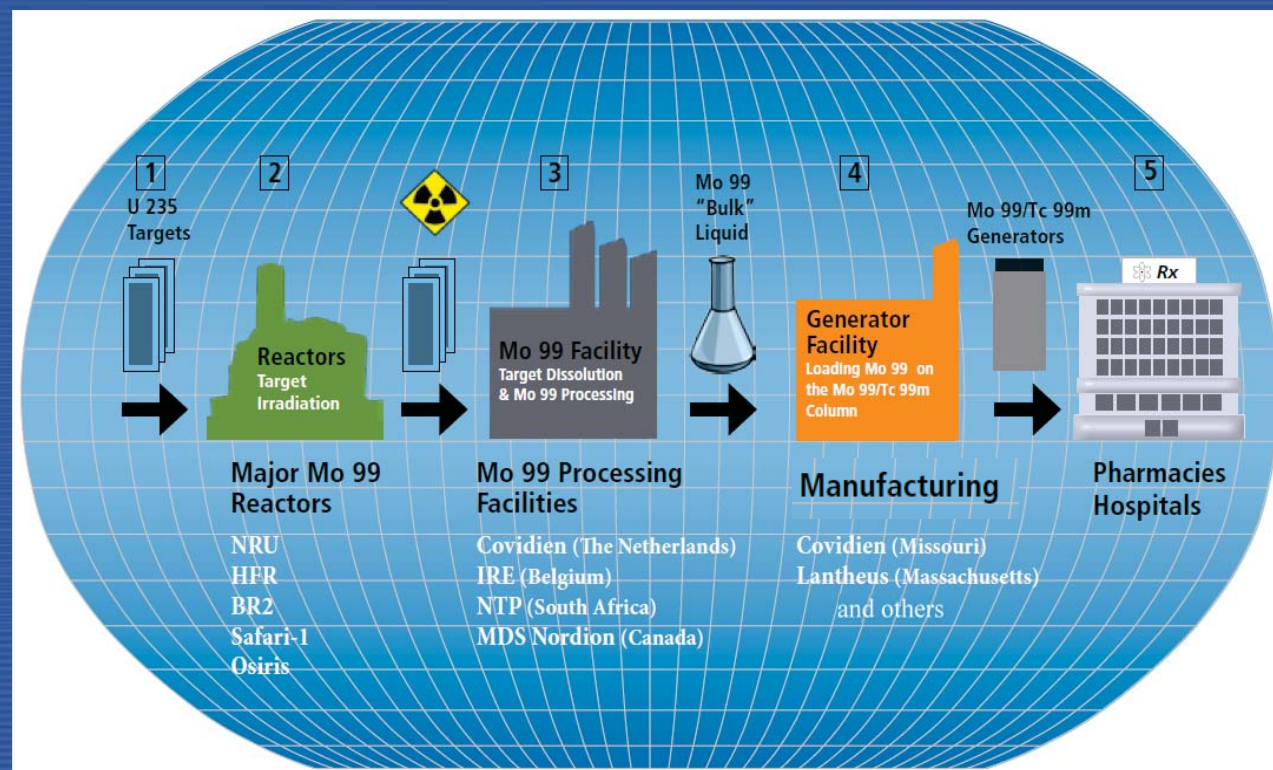 1
U 235
Targets
2
Reactors
Target
Irradiation
3
Mo 99 Facility
Target Dissolution
& Mo 99 Processing
Mo 99
“Bulk”
Liquid
4
Generator
Facility
Loading Mo 99 on
the Mo 99/Tc 99m
Column
Mo 99/Tc 99m
Generators
5
Rx
Major Mo 99
Reactors
NRU
HFR
BR2
Safari-1
Osiris
Mo 99 Processing
Facilities
Covidien (The Netherlands)
IRE (Belgium)
NTP (South Africa)
MDS Nordion (Canada)
Manufacturing
Covidien (Missouri)
Lantheus (Massachusetts)
and others
Pharmacies
Hospitals